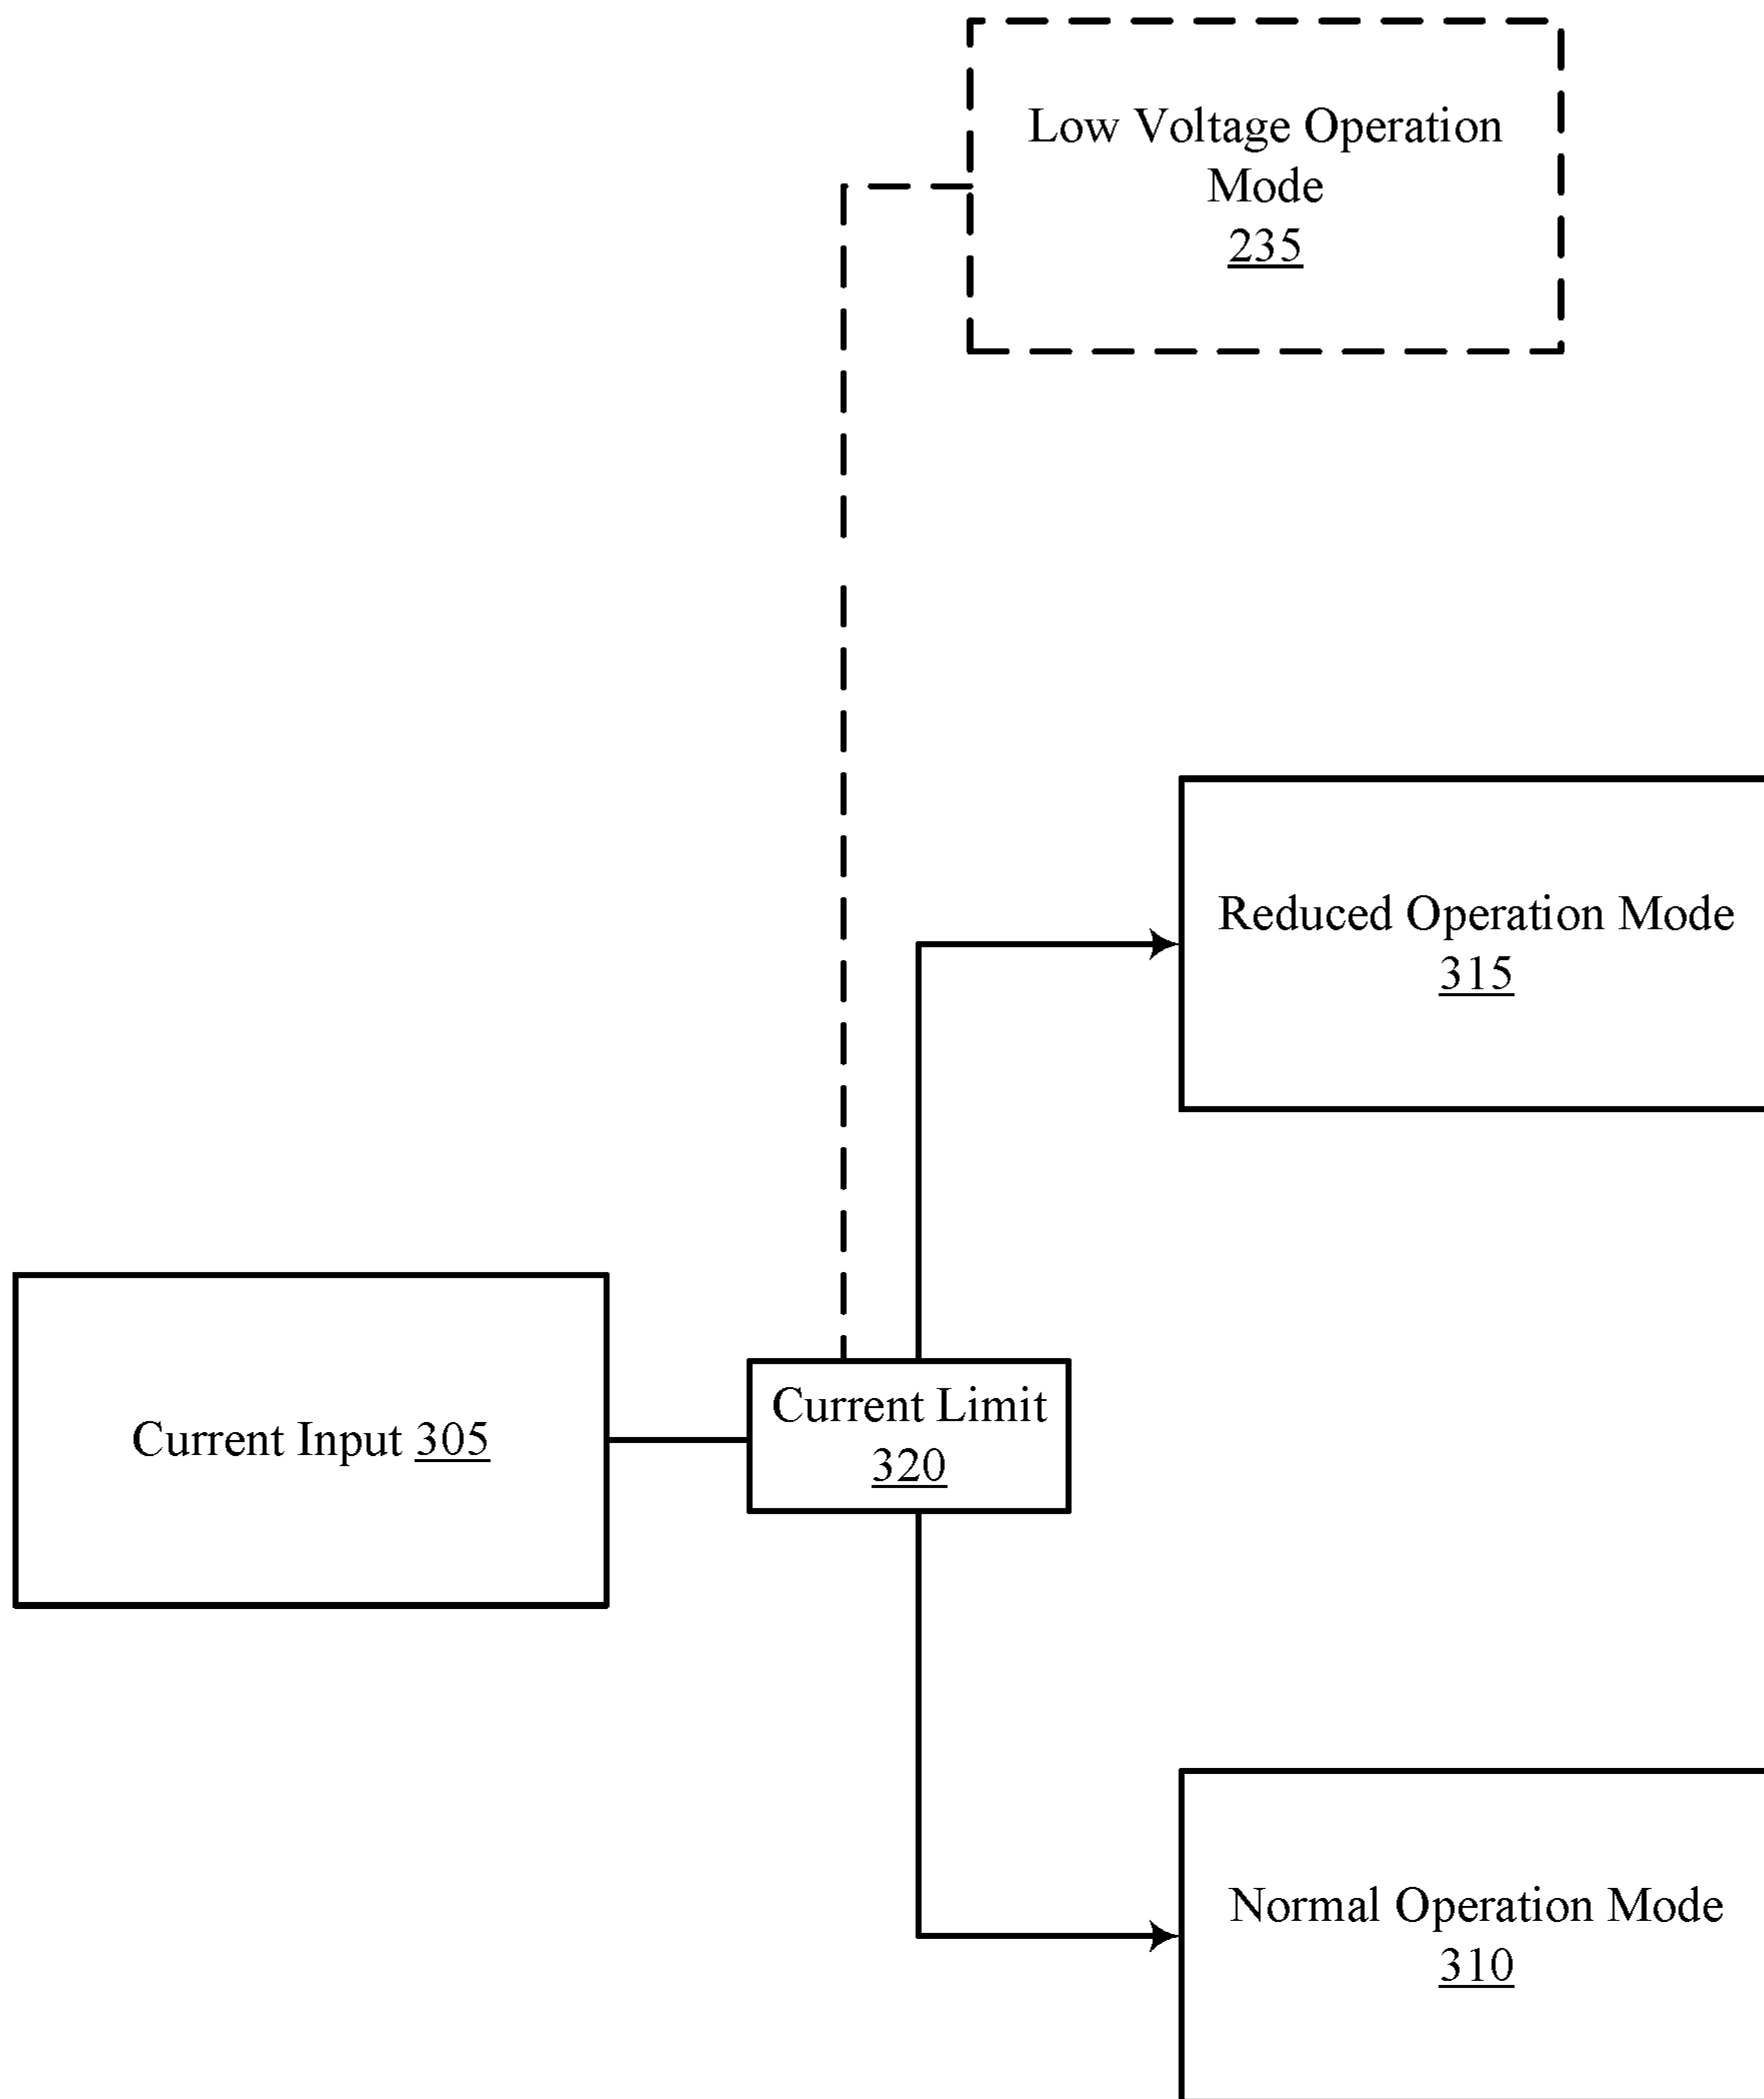 Low Voltage Operation
Mode
235
Reduced Operation Mode
315
Current Input 305
Current Limit
320
Normal Operation Mode
310